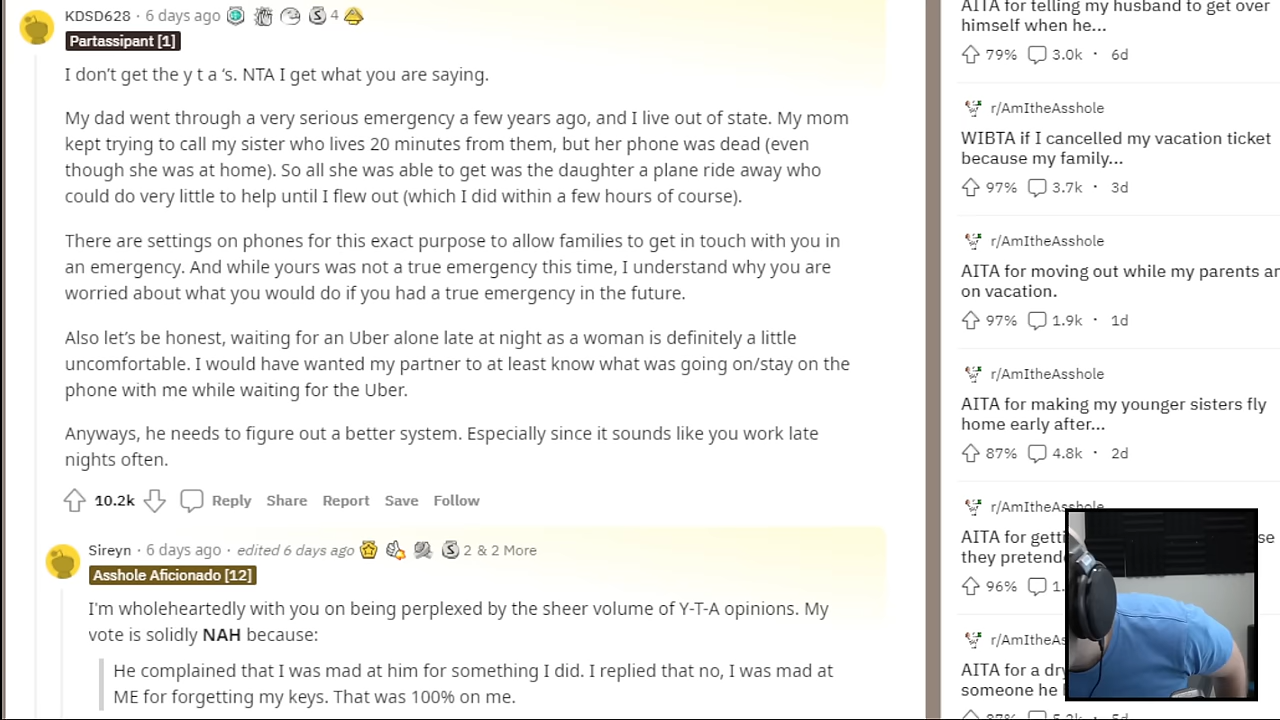 KDSD628 · 6 days ago 4
Partassipant [1]
I don't get the y t a 's. NTA I get what you are saying.
My dad went through a very serious emergency a few years ago, and I live out of state. My mom
kept trying to call my sister who lives 20 minutes from them, but her phone was dead (even
though she was at home). So all she was able to get was the daughter a plane ride away who
could do very little to help until I flew out (which I did within a few hours of course).
There are settings on phones for this exact purpose to allow families to get in touch with you in
an emergency. And while yours was not a true emergency this time, I understand why you are
worried about what you would do if you had a true emergency in the future.
Also let's be honest, waiting for an Uber alone late at night as a woman is definitely a little
uncomfortable. I would have wanted my partner to at least know what was going on/stay on the
phone with me while waiting for the Uber.
Anyways, he needs to figure out a better system. Especially since it sounds like you work late
nights often.
10.2k Reply Share Report Save Follow
Sireyn · 6 days ago · edited 6 days ago 2 & 2 More
Asshole Aficionado [12]
I'm wholeheartedly with you on being perplexed by the sheer volume of Y-T-A opinions. My
vote is solidly NAH because:
He complained that I was mad at him for something I did. I replied that no, I was mad at
ME for forgetting my keys. That was 100% on me.
AITA for telling my husband to get over
himself when he...
79% 3.0k · 6d
r/AmItheAsshole
WIBTA if I cancelled my vacation ticket
because my family...
97% 3.7k · 3d
r/AmItheAsshole
AITA for moving out while my parents ar
on vacation.
97% 1.9k · 1d
r/AmItheAsshole
AITA for making my younger sisters fly
home early after...
87% 4.8k · 2d
r/AmItheAsshole
AITA for getti se
they pretend
96% 1.
r/AmItheAs
AITA for a dr
someone he